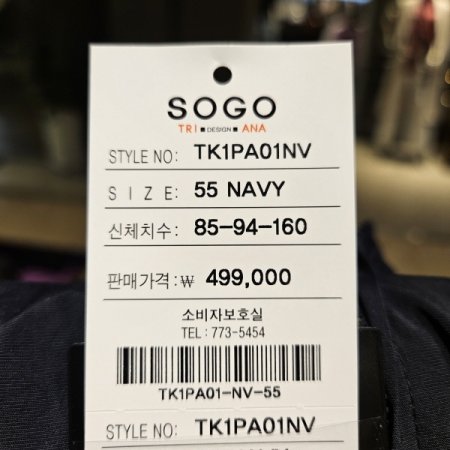 SOGO
TRI ■ DESIGN ■ ANA
STYLE NO: TK1PA01NV
S I Z E: 55 NAVY
신체치수: 85-94-160
판매가격: ₩ 499,000
소비자보호실
TEL : 773-5454
TK1PA01-NV-55
STYLE NO: TK1PA01NV